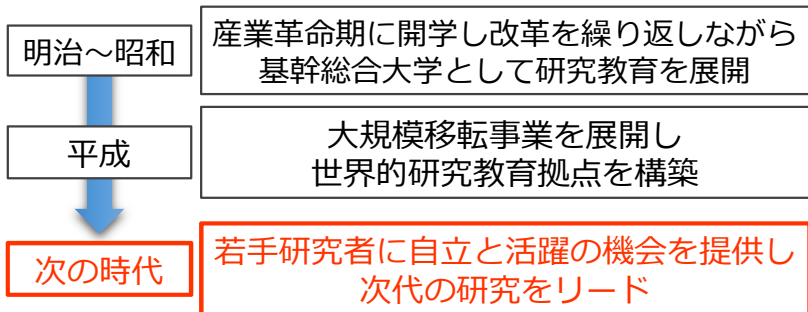 明治～昭和
産業革命期に開学し改革を繰り返しながら
基幹総合大学として研究教育を展開
平成
大規模移転事業を展開し
世界的研究教育拠点を構築
次の時代
若手研究者に自立と活躍の機会を提供し
次代の研究をリード